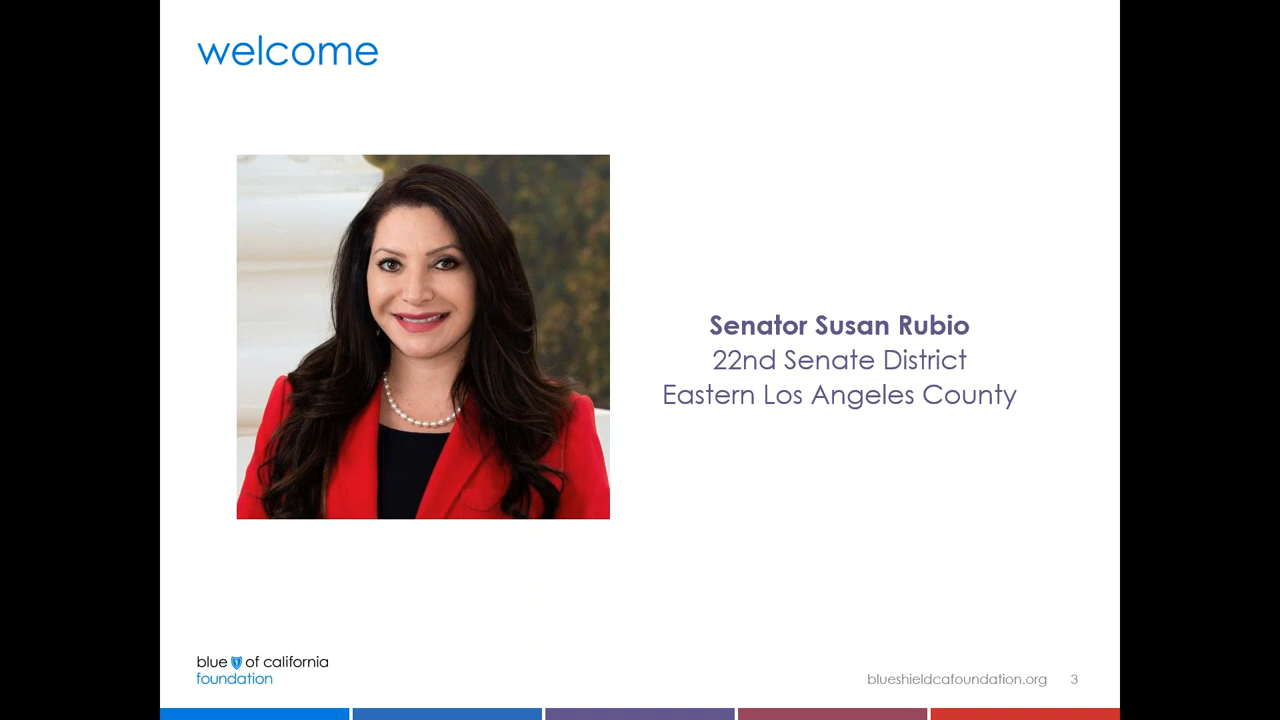 welcome
Senator Susan Rubio
22nd Senate District
Eastern Los Angeles County
blue of california
foundation
blueshieldcafoundation.org 3